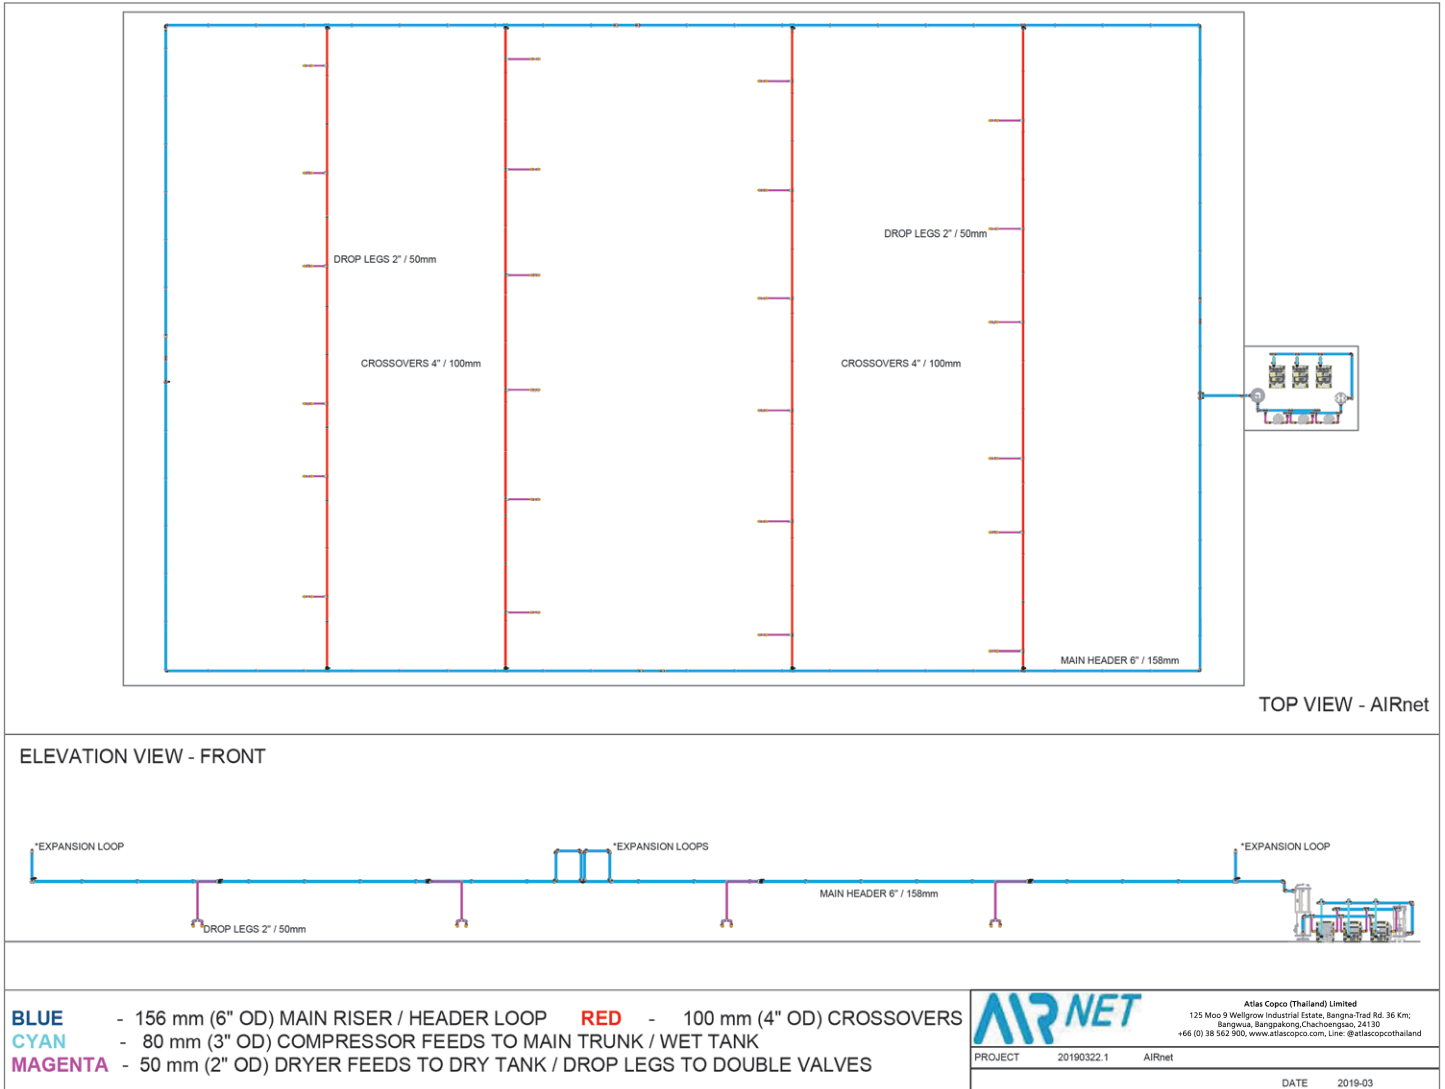 DROP LEGS 2" / 50mm
DROP LEGS 2" / 50mm
CROSSOVERS 4" / 100mm
CROSSOVERS 4" / 100mm
MAIN HEADER 6" / 158mm
TOP VIEW - AIRnet
ELEVATION VIEW - FRONT
*EXPANSION LOOP
*EXPANSION LOOPS
*EXPANSION LOOP
MAIN HEADER 6" / 158mm
DROP LEGS 2" / 50mm
BLUE - 156 mm (6" OD) MAIN RISER / HEADER LOOP RED - 100 mm (4" OD) CROSSOVERS
CYAN - 80 mm (3" OD) COMPRESSOR FEEDS TO MAIN TRUNK / WET TANK
MAGENTA - 50 mm (2" OD) DRYER FEEDS TO DRY TANK / DROP LEGS TO DOUBLE VALVES
AIRNET
Atlas Copco (Thailand) Limited
125 Moo 9 Wellgrow Industrial Estate, Bangna-Trad Rd. 36 Km;
Bangwua, Bangpakong,Chachoengsao, 24130
+66 (0) 38 562 900, www.atlascopco.com, Line: @atlascopcothailand
PROJECT 20190322.1 AIRnet
DATE 2019-03